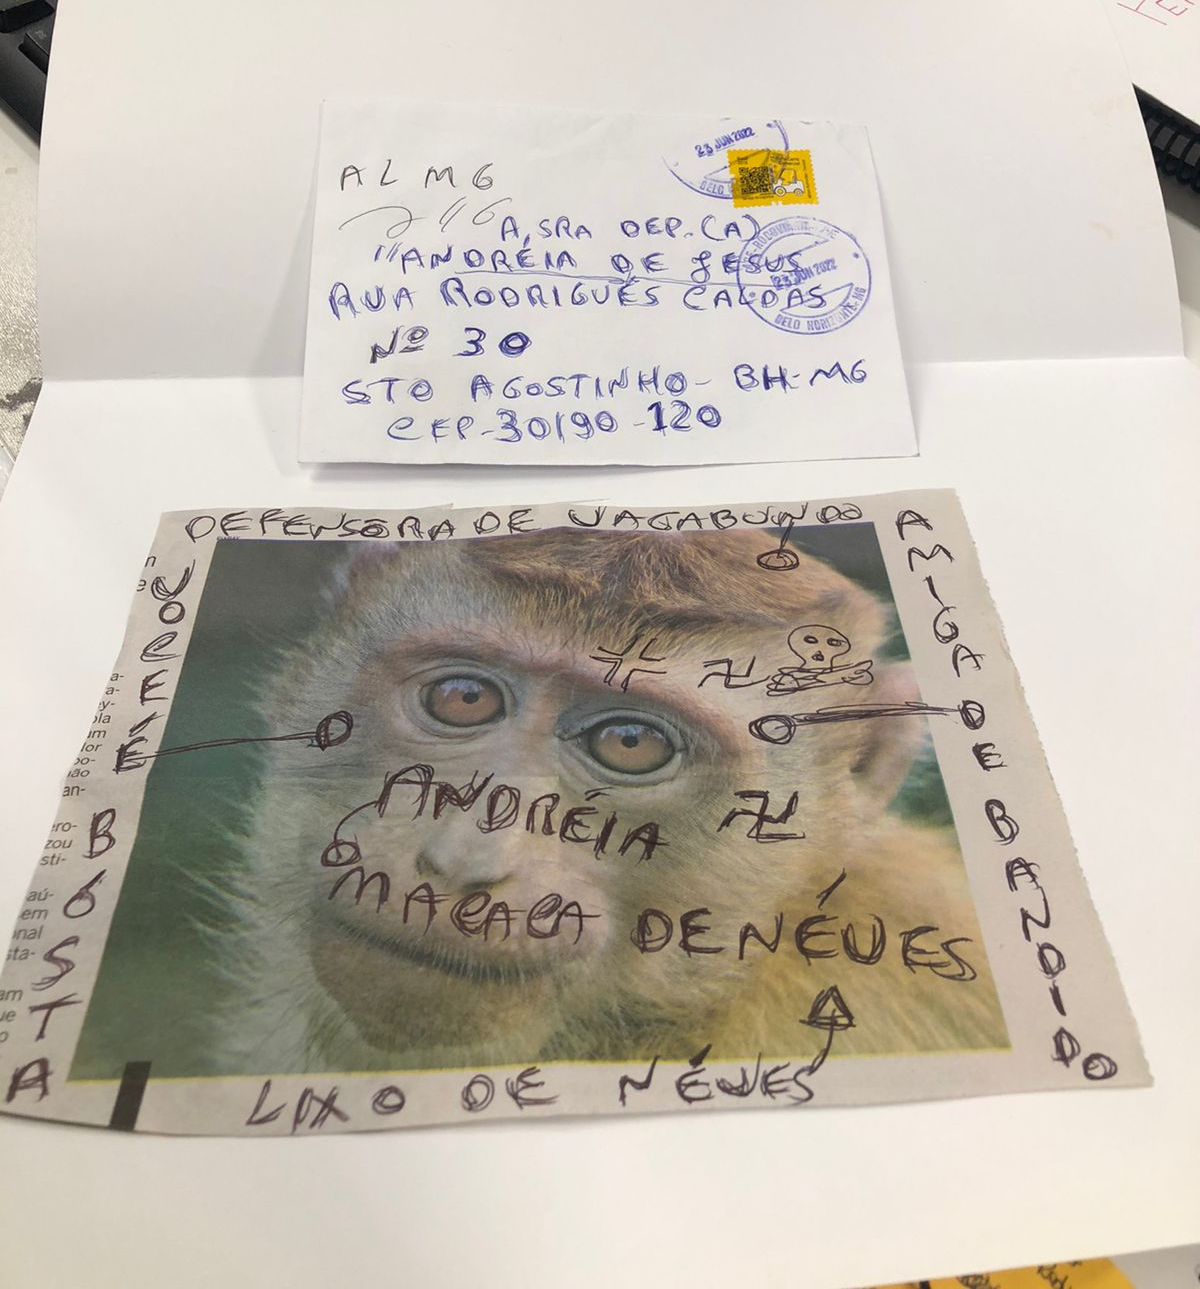 ALMG
A, SRA DEP. (A)
"ANDRÉIA DE JESUS
RUA RODRIGUES CALDAS
Nº 30
STO AGOSTINHO - BH-MG
CEP-30190-120
23 JUN 2022
23 JUN 2022
BELO HORIZONTE-MG
DEFENSORA DE VAGABUNDO
AMIGA DE BANDIDO
VOCE É BÓSTA
ANDRÉIA
MACACA DE NÉVES
LIXO DE NÉVES